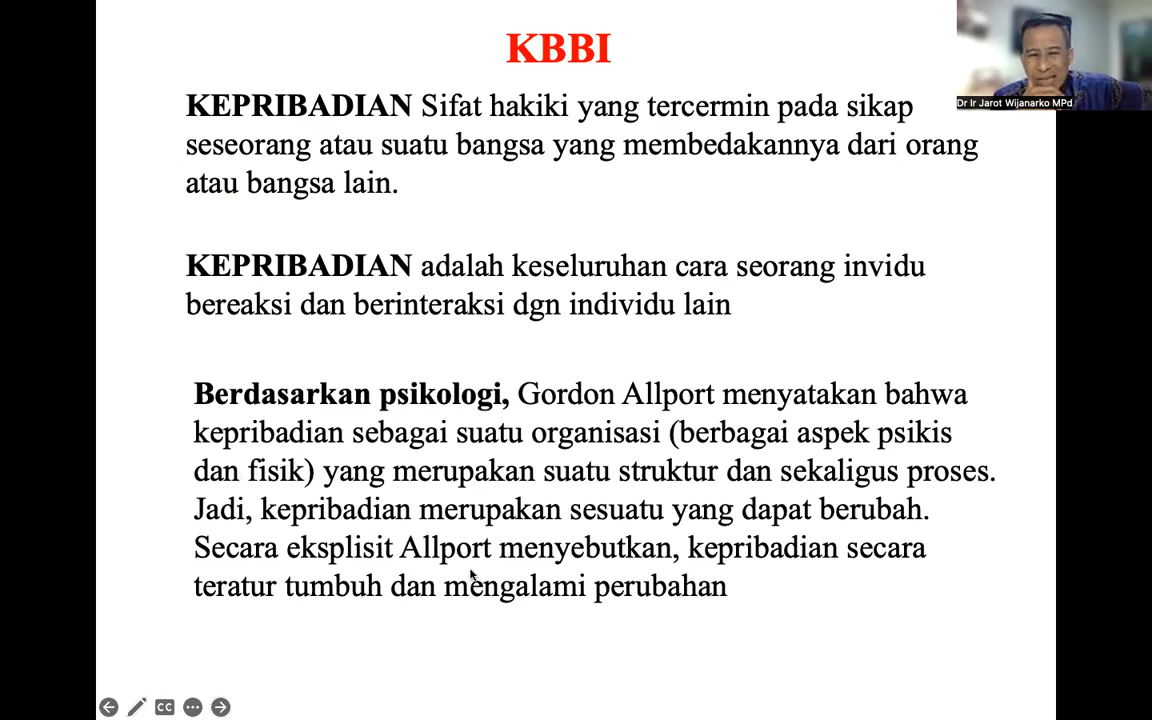 KBBI
Dr Ir Jarot Wijanarko MPd
KEPRIBADIAN Sifat hakiki yang tercermin pada sikap
seseorang atau suatu bangsa yang membedakannya dari orang
atau bangsa lain.
KEPRIBADIAN adalah keseluruhan cara seorang invidu
bereaksi dan berinteraksi dgn individu lain
Berdasarkan psikologi, Gordon Allport menyatakan bahwa
kepribadian sebagai suatu organisasi (berbagai aspek psikis
dan fisik) yang merupakan suatu struktur dan sekaligus proses.
Jadi, kepribadian merupakan sesuatu yang dapat berubah.
Secara eksplisit Allport menyebutkan, kepribadian secara
teratur tumbuh dan mengalami perubahan
CC